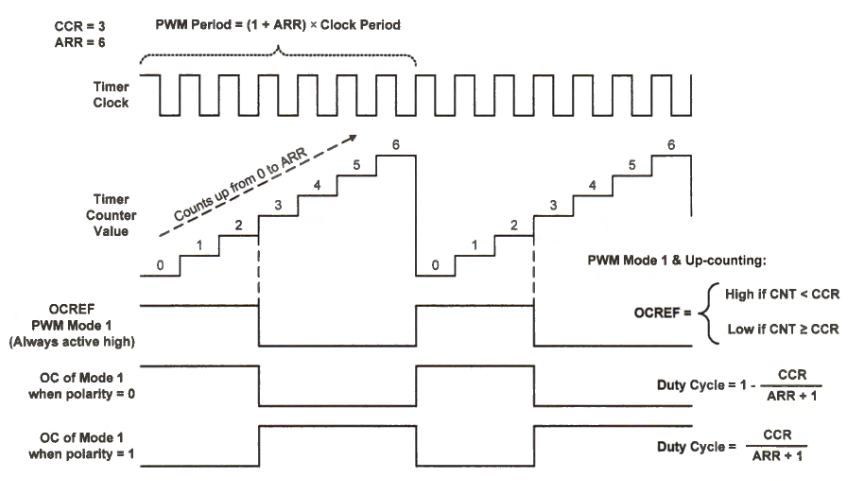 CCR = 3
ARR = 6
PWM Period = (1 + ARR) × Clock Period
Timer
Clock
Counts up from 0 to ARR
Timer
Counter
Value
0
1
2
3
4
5
6
0
1
2
3
4
5
6
PWM Mode 1 & Up-counting:
OCREF
PWM Mode 1
(Always active high)
OCREF =
High if CNT < CCR
Low if CNT ≥ CCR
OC of Mode 1
when polarity = 0
Duty Cycle = 1 -
CCR
ARR + 1
OC of Mode 1
when polarity = 1
Duty Cycle =
CCR
ARR + 1